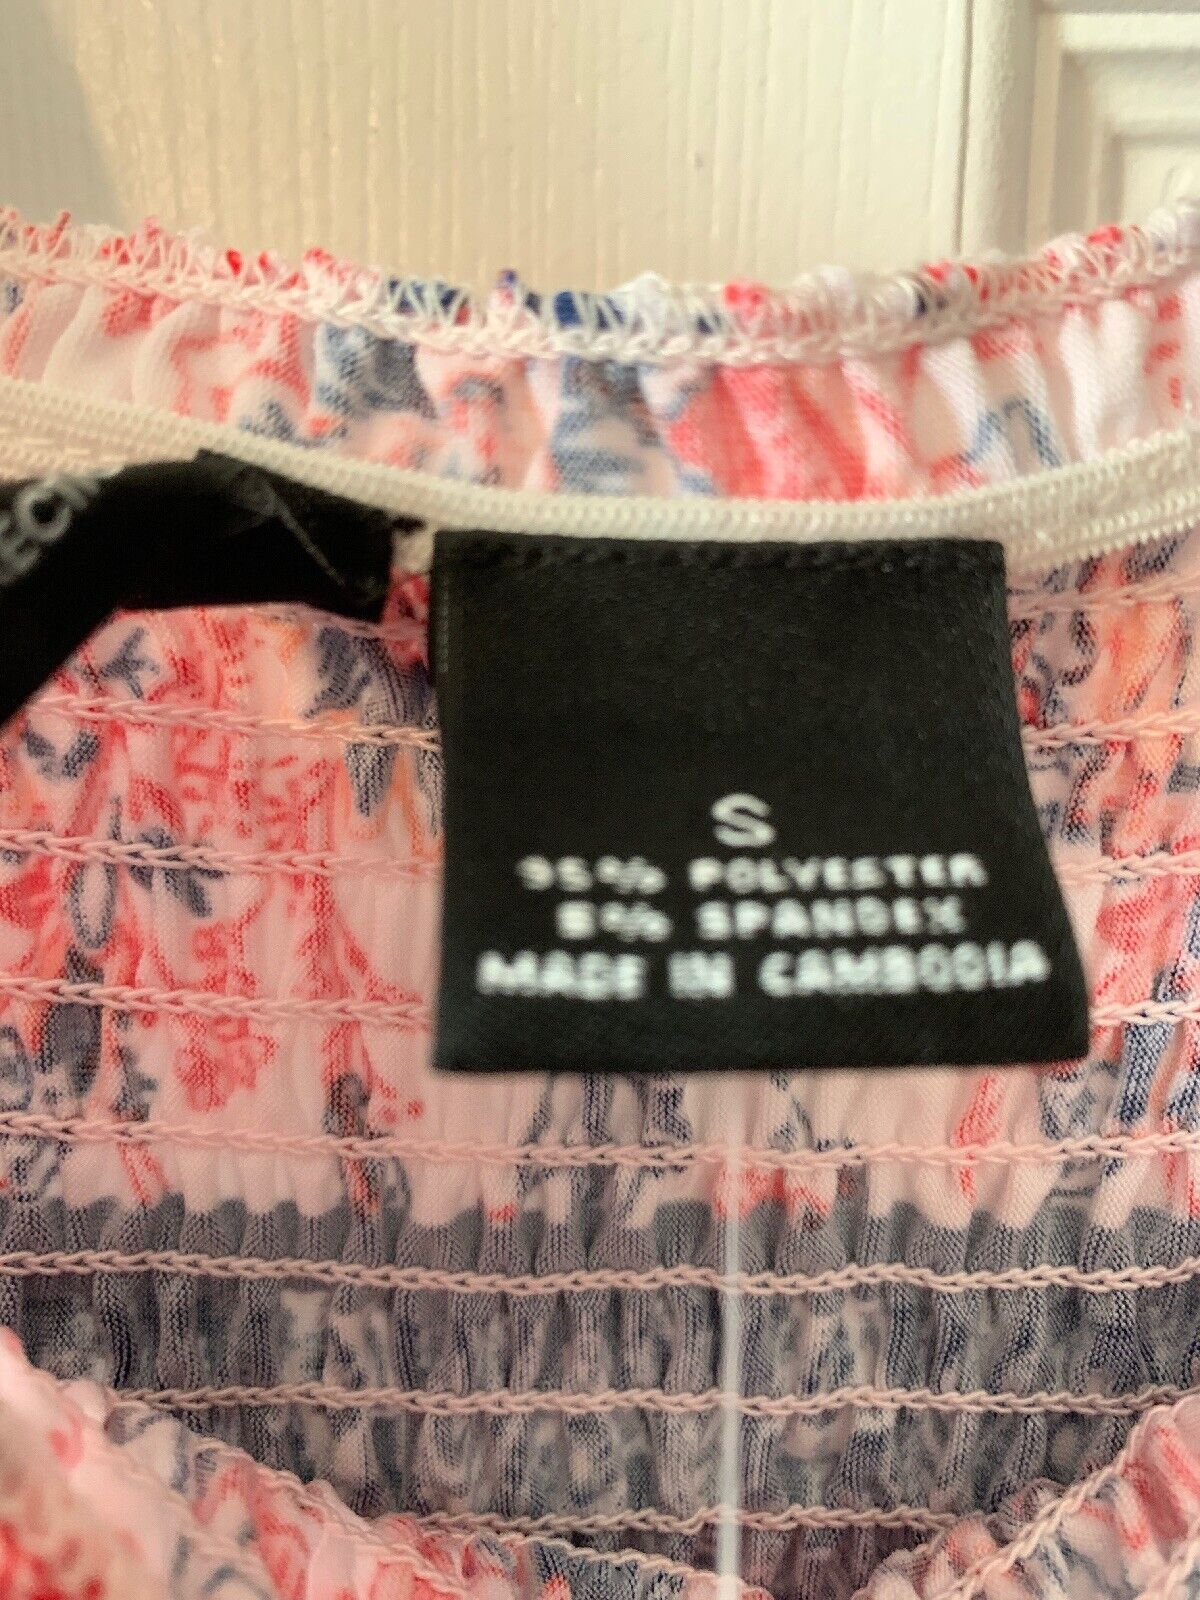 S
95% POLYESTER
5% SPANDEX
MADE IN CAMBODIA